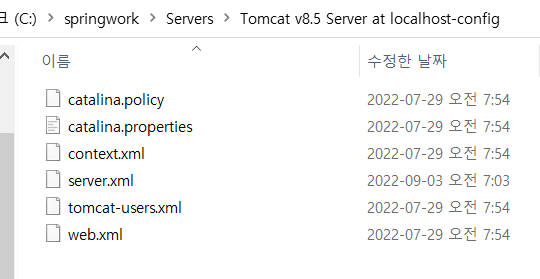 크 (C:) > springwork > Servers > Tomcat v8.5 Server at localhost-config
이름 수정한 날짜
catalina.policy 2022-07-29 오전 7:54
catalina.properties 2022-07-29 오전 7:54
context.xml 2022-07-29 오전 7:54
server.xml 2022-09-03 오전 7:03
tomcat-users.xml 2022-07-29 오전 7:54
web.xml 2022-07-29 오전 7:54